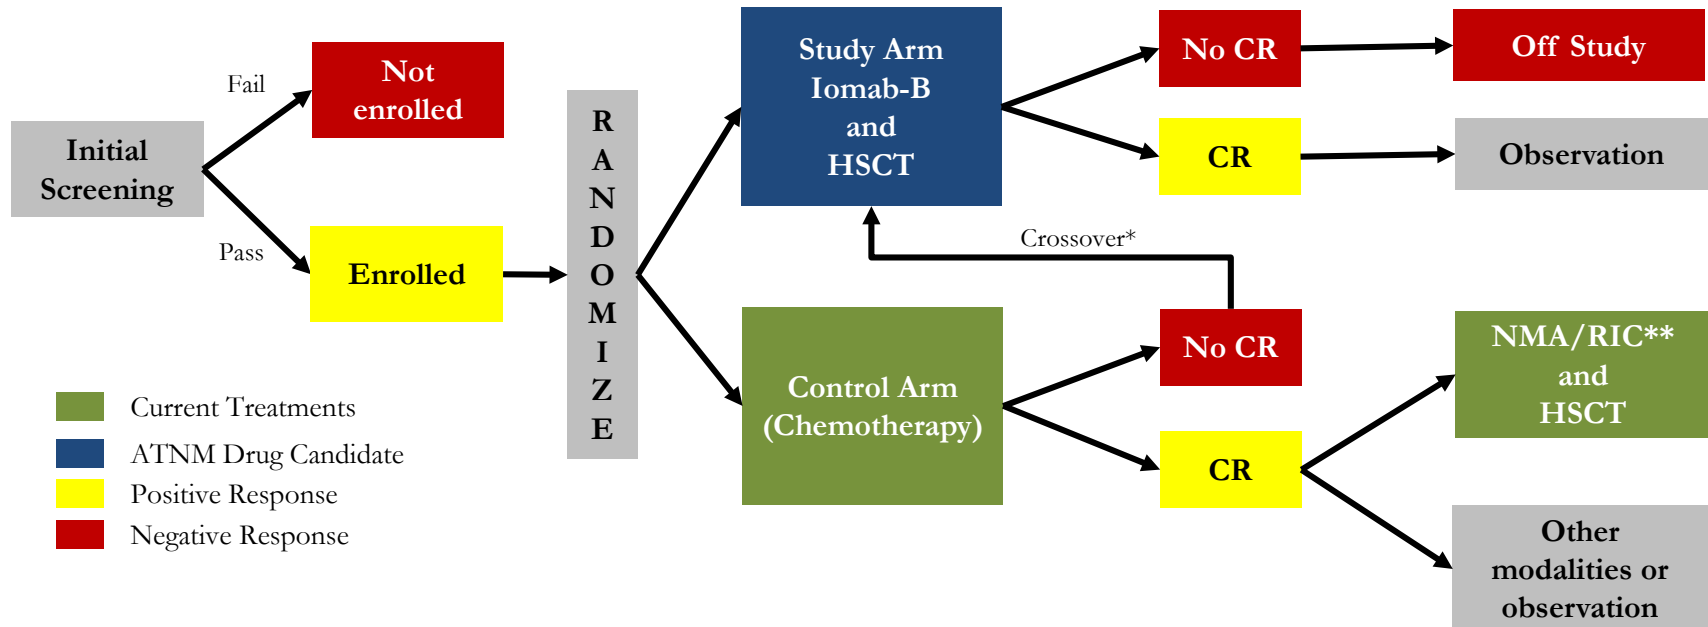 Initial
Screening
Fail
Not
enrolled
Pass
Enrolled
R
A
N
D
O
M
I
Z
E
Study Arm
Iomab-B
and
HSCT
No CR
Off Study
CR
Observation
Crossover*
Control Arm
(Chemotherapy)
No CR
CR
NMA/RIC**
and
HSCT
Other
modalities or
observation
Current Treatments
ATNM Drug Candidate
Positive Response
Negative Response